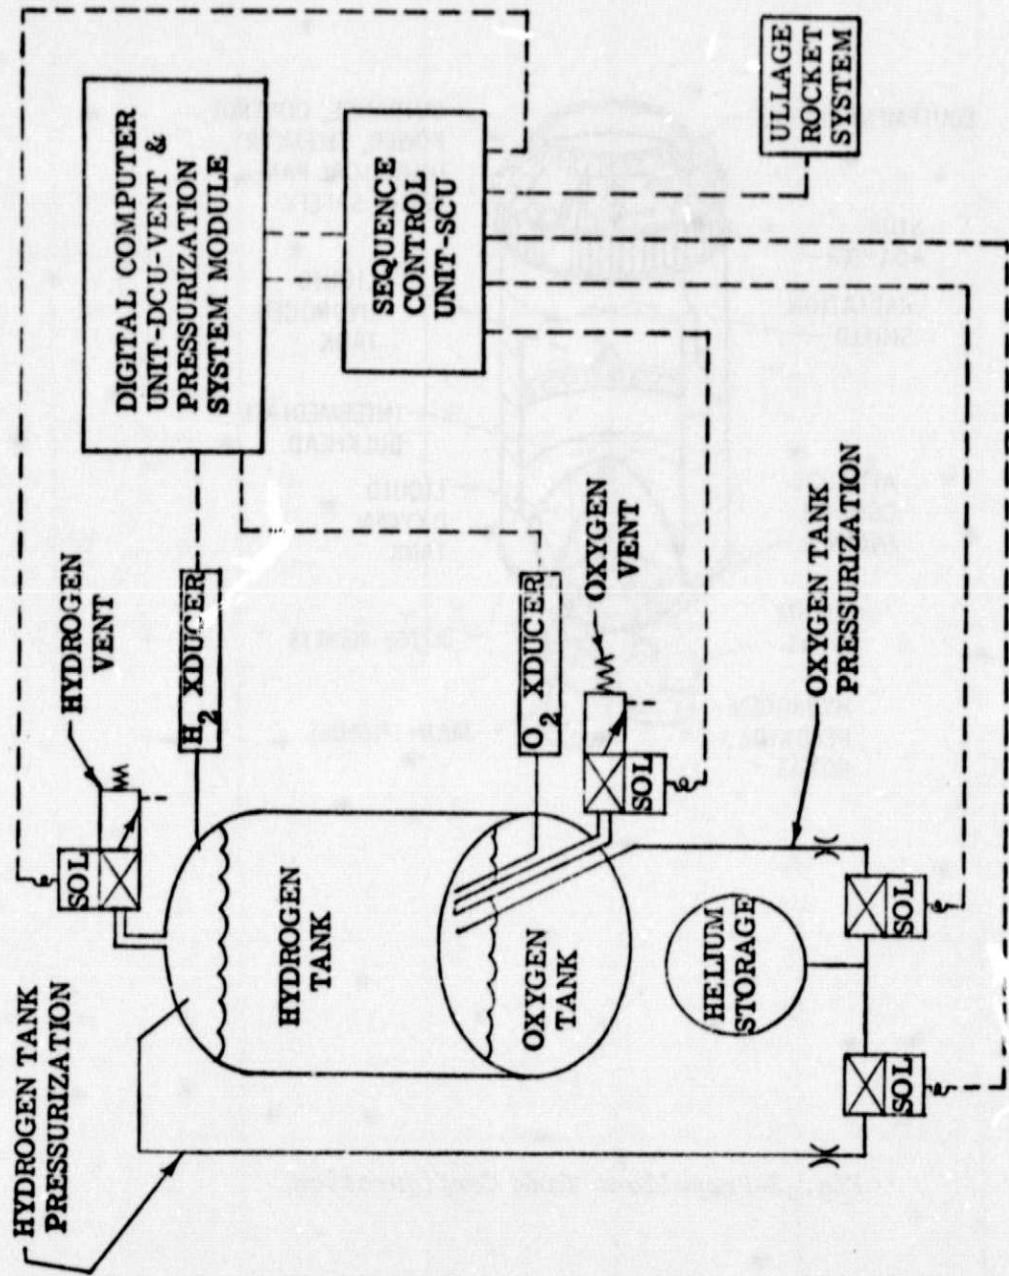 HYDROGEN TANK
PRESSURIZATION
HYDROGEN
VENT
SOL
H2 XDUCER
DIGITAL COMPUTER
UNIT-DCU-VENT &
PRESSURIZATION
SYSTEM MODULE
SEQUENCE
CONTROL
UNIT-SCU
ULLAGE
ROCKET
SYSTEM
HYDROGEN
TANK
OXYGEN
TANK
O2 XDUCER
OXYGEN
VENT
SOL
HELIUM
STORAGE
OXYGEN TANK
PRESSURIZATION
SOL
SOL